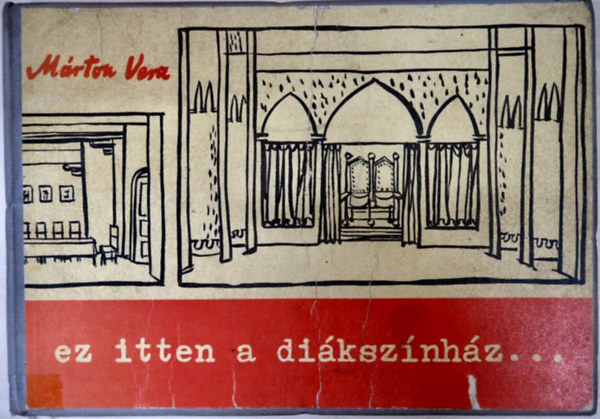 Márton Vera
ez itten a diákszínház...